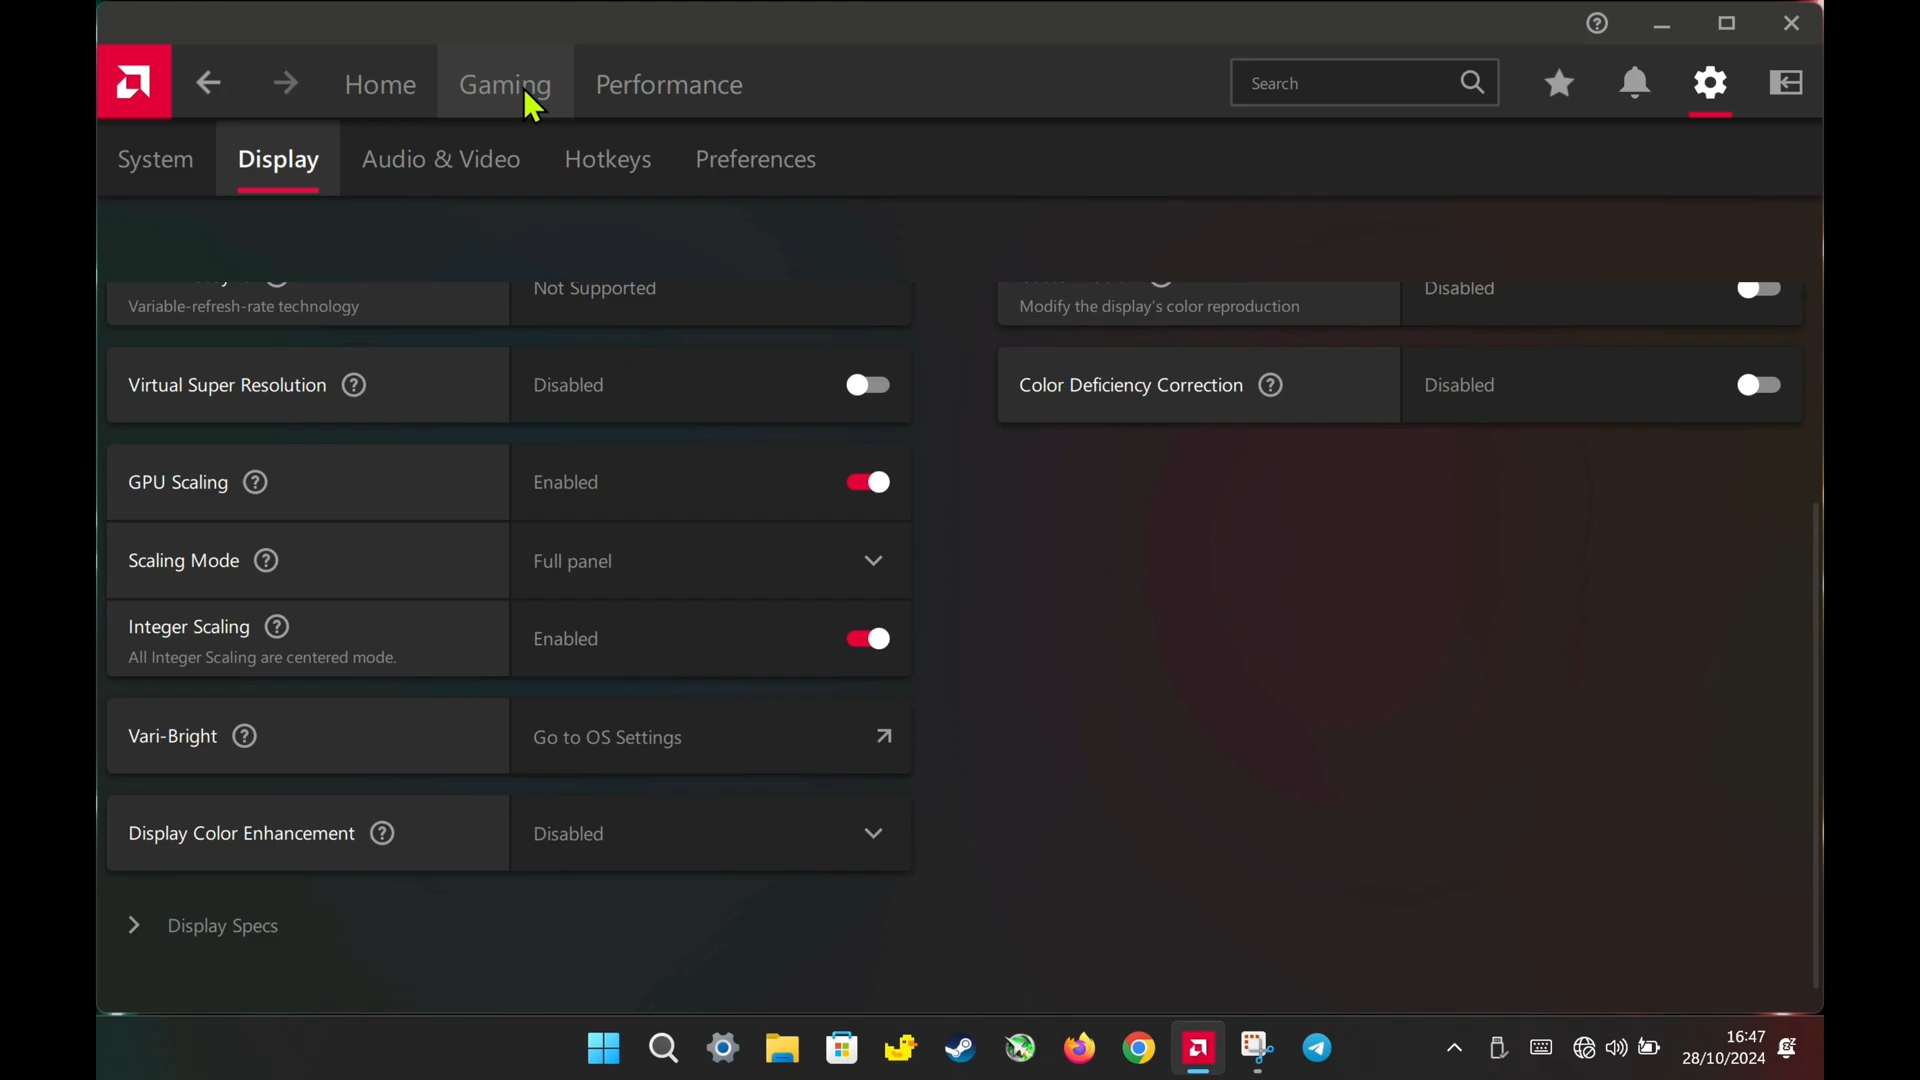 Home
Gaming
Performance
Search
System
Display
Audio & Video
Hotkeys
Preferences
Variable-refresh-rate technology
Not Supported
Modify the display's color reproduction
Disabled
Virtual Super Resolution
Disabled
Color Deficiency Correction
Disabled
GPU Scaling
Enabled
Scaling Mode
Full panel
Integer Scaling
All Integer Scaling are centered mode.
Enabled
Vari-Bright
Go to OS Settings
Display Color Enhancement
Disabled
Display Specs
16:47
28/10/2024